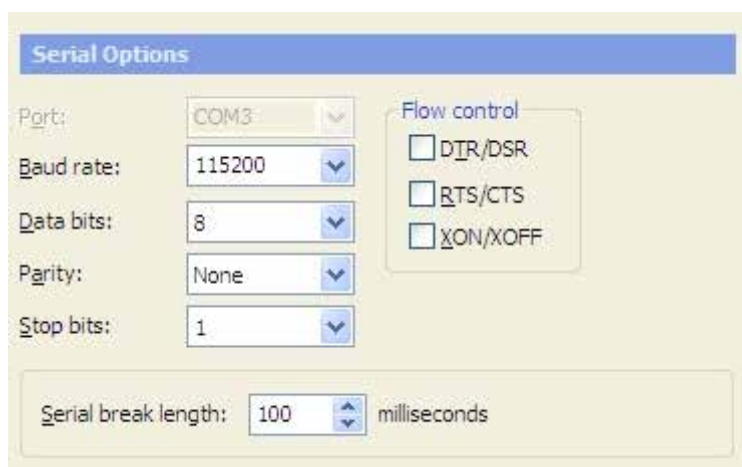 Serial Options
Port: COM3
Baud rate: 115200
Data bits: 8
Parity: None
Stop bits: 1
Flow control
DTR/DSR
RTS/CTS
XON/XOFF
Serial break length: 100 milliseconds